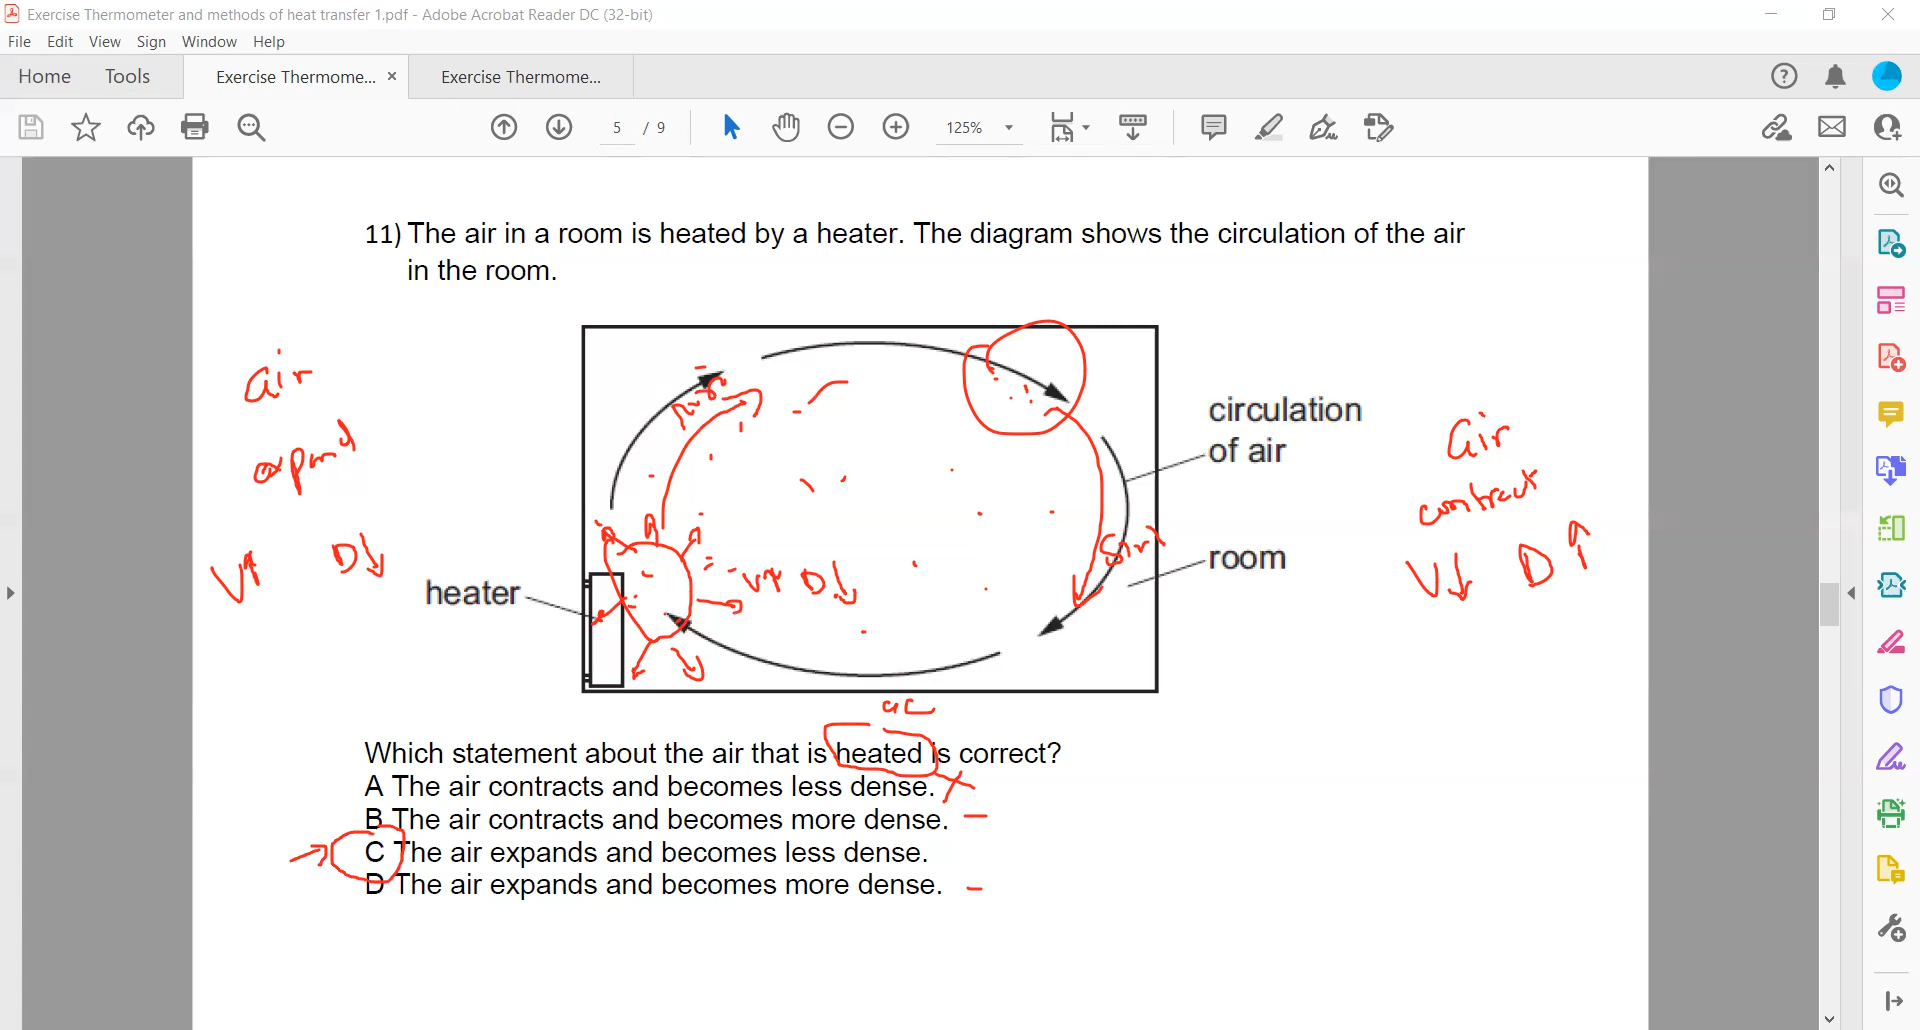 Exercise Thermometer and methods of heat transfer 1.pdf - Adobe Acrobat Reader DC (32-bit)
File Edit View Sign Window Help
Home Tools Exercise Thermome... × Exercise Thermome...
5 / 9 125%
11) The air in a room is heated by a heater. The diagram shows the circulation of the air
in the room.
air
expand
V↑ D↓
heater
V↑ D↓
circulation
of air
room
air
contract
V↓ D↑
Which statement about the air that is heated is correct?
A The air contracts and becomes less dense.
B The air contracts and becomes more dense.
C The air expands and becomes less dense.
D The air expands and becomes more dense.